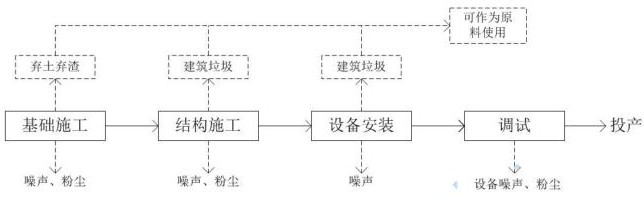 可作为原
料使用
弃土弃渣
建筑垃圾
建筑垃圾
基础施工
结构施工
设备安装
调试
投产
噪声、粉尘
噪声、粉尘
噪声
设备噪声、粉尘